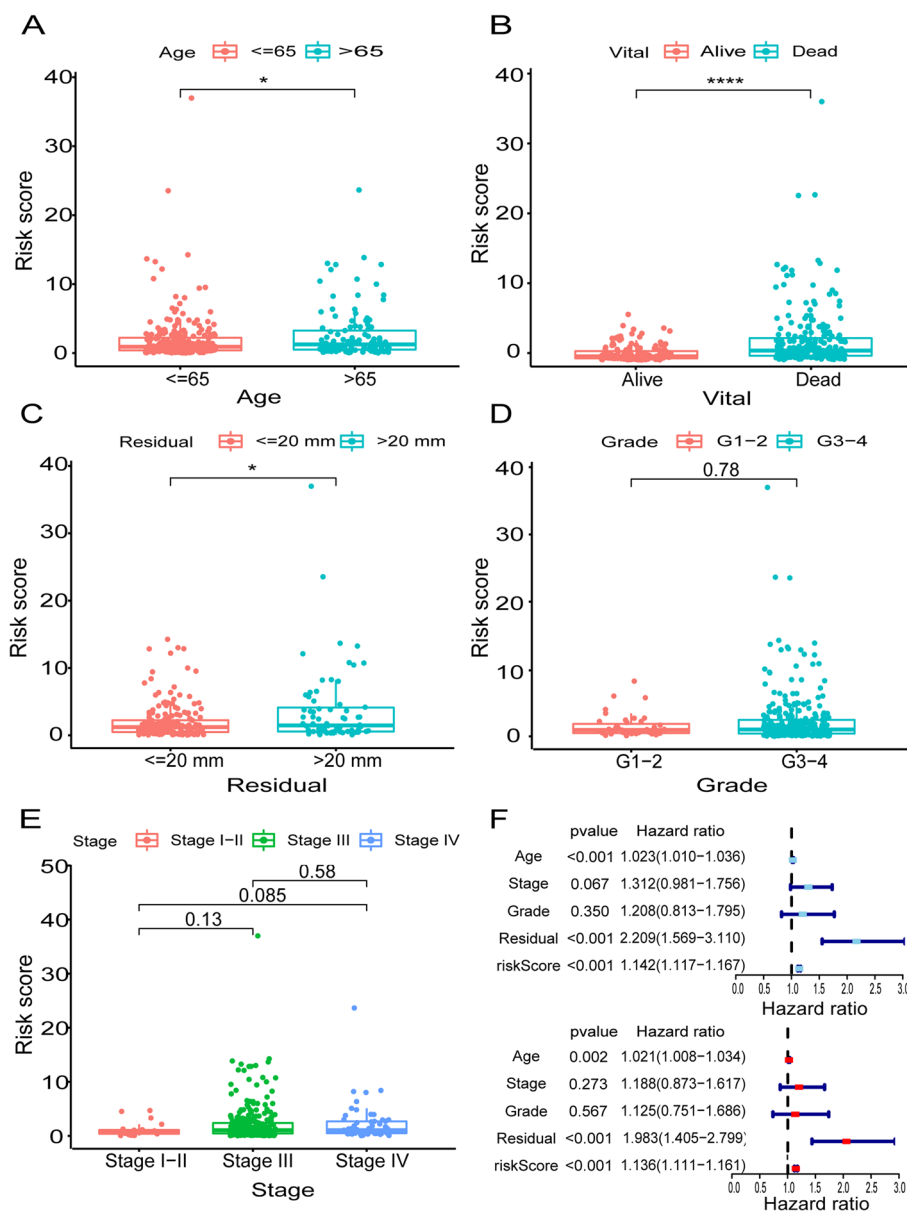 A
Age <=65 >65
*
40
30
20
10
0
Risk score
<=65 >65
Age
B
Vital Alive Dead
****
40
30
20
10
0
Risk score
Alive Dead
Vital
C
Residual <=20 mm >20 mm
*
40
30
20
10
0
Risk score
<=20 mm >20 mm
Residual
D
Grade G1−2 G3−4
0.78
40
30
20
10
0
Risk score
G1−2 G3−4
Grade
E
Stage Stage I−II Stage III Stage IV
0.58
0.085
0.13
50
40
30
20
10
0
Risk score
Stage I−II Stage III Stage IV
Stage
F
pvalue Hazard ratio
Age <0.001 1.023(1.010−1.036)
Stage 0.067 1.312(0.981−1.756)
Grade 0.350 1.208(0.813−1.795)
Residual <0.001 2.209(1.569−3.110)
riskScore <0.001 1.142(1.117−1.167)
0.0 0.5 1.0 1.5 2.0 2.5 3.0
Hazard ratio
pvalue Hazard ratio
Age 0.002 1.021(1.008−1.034)
Stage 0.273 1.188(0.873−1.617)
Grade 0.567 1.125(0.751−1.686)
Residual <0.001 1.983(1.405−2.799)
riskScore <0.001 1.136(1.111−1.161)
0.0 0.5 1.0 1.5 2.0 2.5 3.0
Hazard ratio